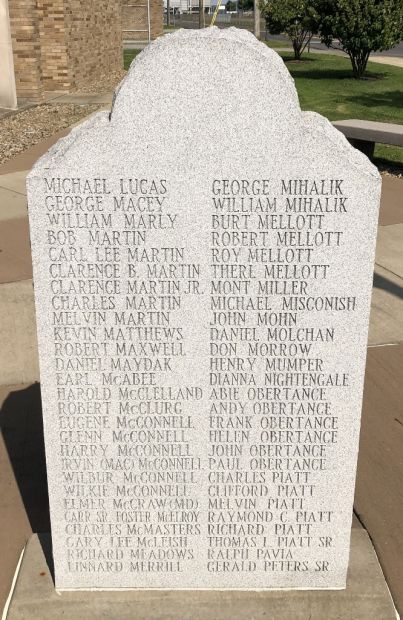 MICHAEL LUCAS
GEORGE MACEY
WILLIAM MARLY
BOB MARTIN
CARL LEE MARTIN
CLARENCE B. MARTIN
CLARENCE MARTIN JR.
CHARLES MARTIN
MELVIN MARTIN
KEVIN MATTHEWS
ROBERT MAXWELL
DANIEL MAYDAK
EARL McABEE
HAROLD McCLELLAND
ROBERT McCLURG
EUGENE McCONNELL
GLENN McCONNELL
HARRY McCONNELL
IRVIN (MAC) McCONNELL
WILBUR McCONNELL
WILKIE McCONNELL
ELMER McCRAW (MD)
CARR SR. FOSTER McELROY
CHARLES McMASTERS
GARY LEE McLEISH
RICHARD MEADOWS
LINNARD MERRILL
GEORGE MIHALIK
WILLIAM MIHALIK
BURT MELLOTT
ROBERT MELLOTT
ROY MELLOTT
THERL MELLOTT
MONT MILLER
MICHAEL MISCONISH
JOHN MOHN
DANIEL MOLCHAN
DON MORROW
HENRY MUMPER
DIANNA NIGHTENGALE
ABIE OBERTANCE
ANDY OBERTANCE
FRANK OBERTANCE
HELEN OBERTANCE
JOHN OBERTANCE
PAUL OBERTANCE
CHARLES PIATT
CLIFFORD PIATT
MELVIN PIATT
RAYMOND C. PIATT
RICHARD PIATT
THOMAS L. PIATT SR.
RALPH PAVIA
GERALD PETERS SR.